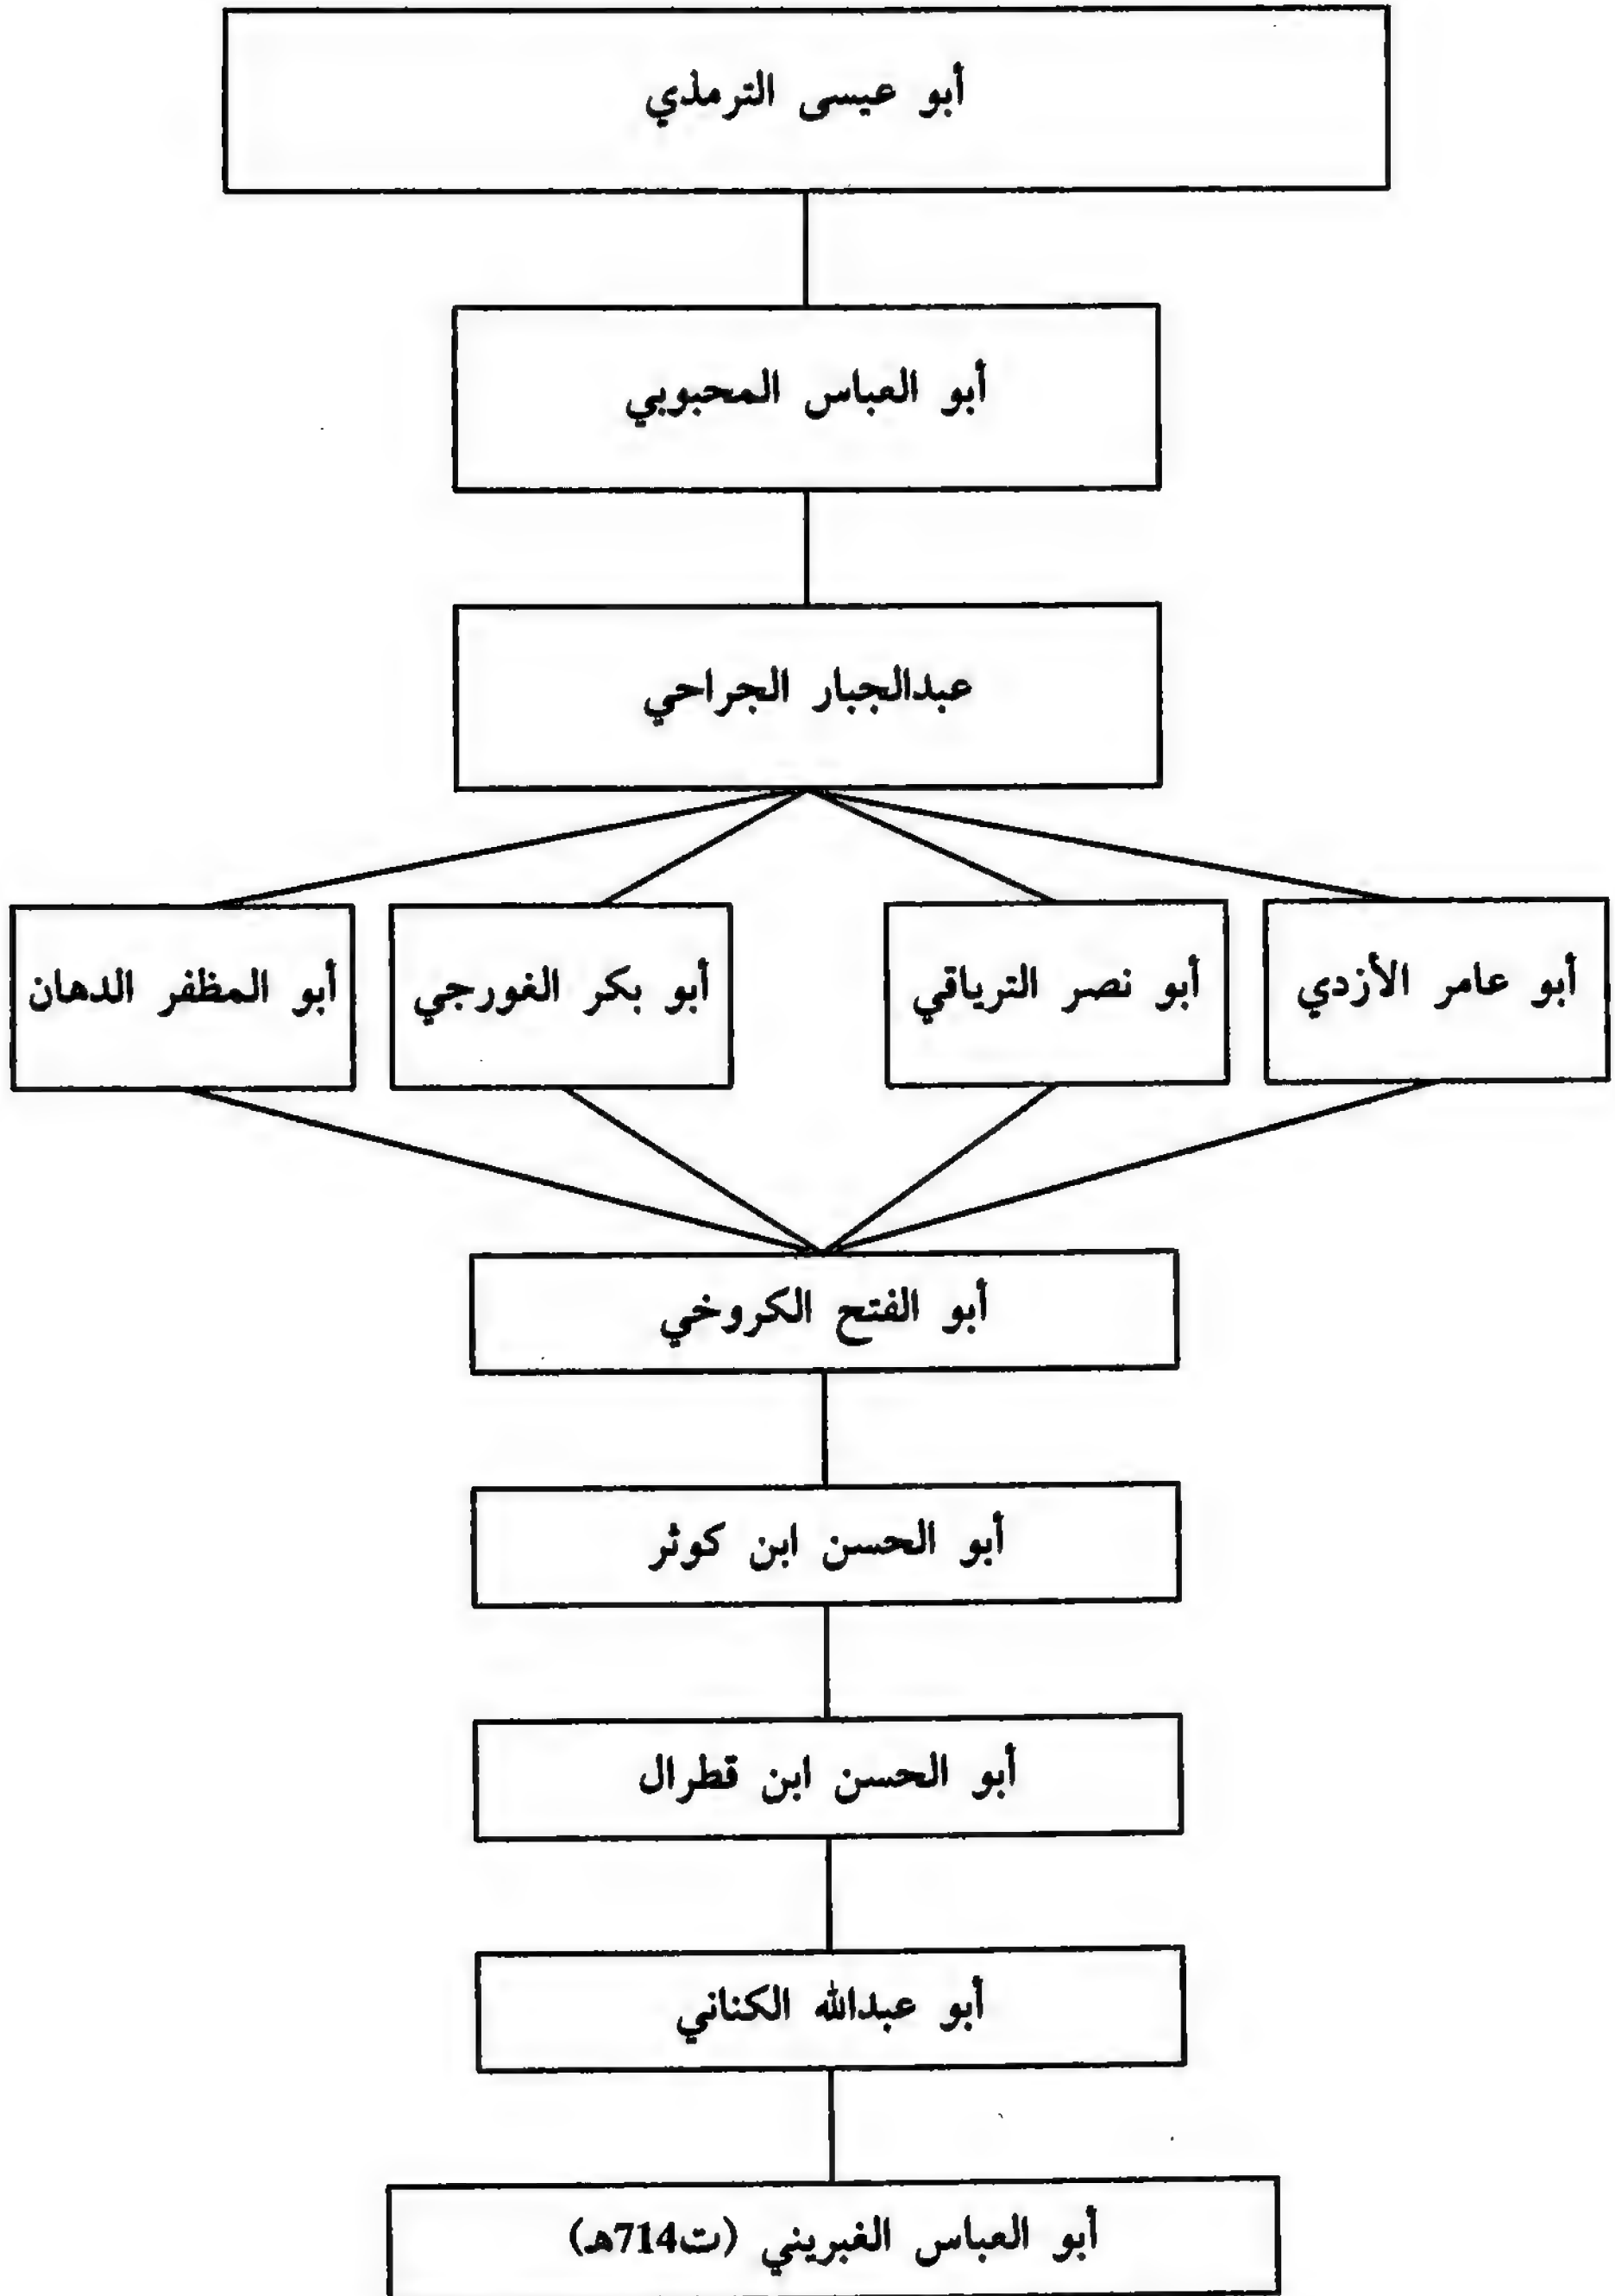 أبو عيسى الترمذي
أبو العباس المحبوبي
عبدالجبار الجراحي
أبو عامر الأزدي
أبو نصر الترياقي
أبو بكر الغورجي
أبو المظفر الدهان
أبو الفتح الكروخي
أبو الحسن ابن كوثر
أبو الحسن ابن قطرال
أبو عبدالله الكناني
أبو العباس الغبريني (ت714هـ)